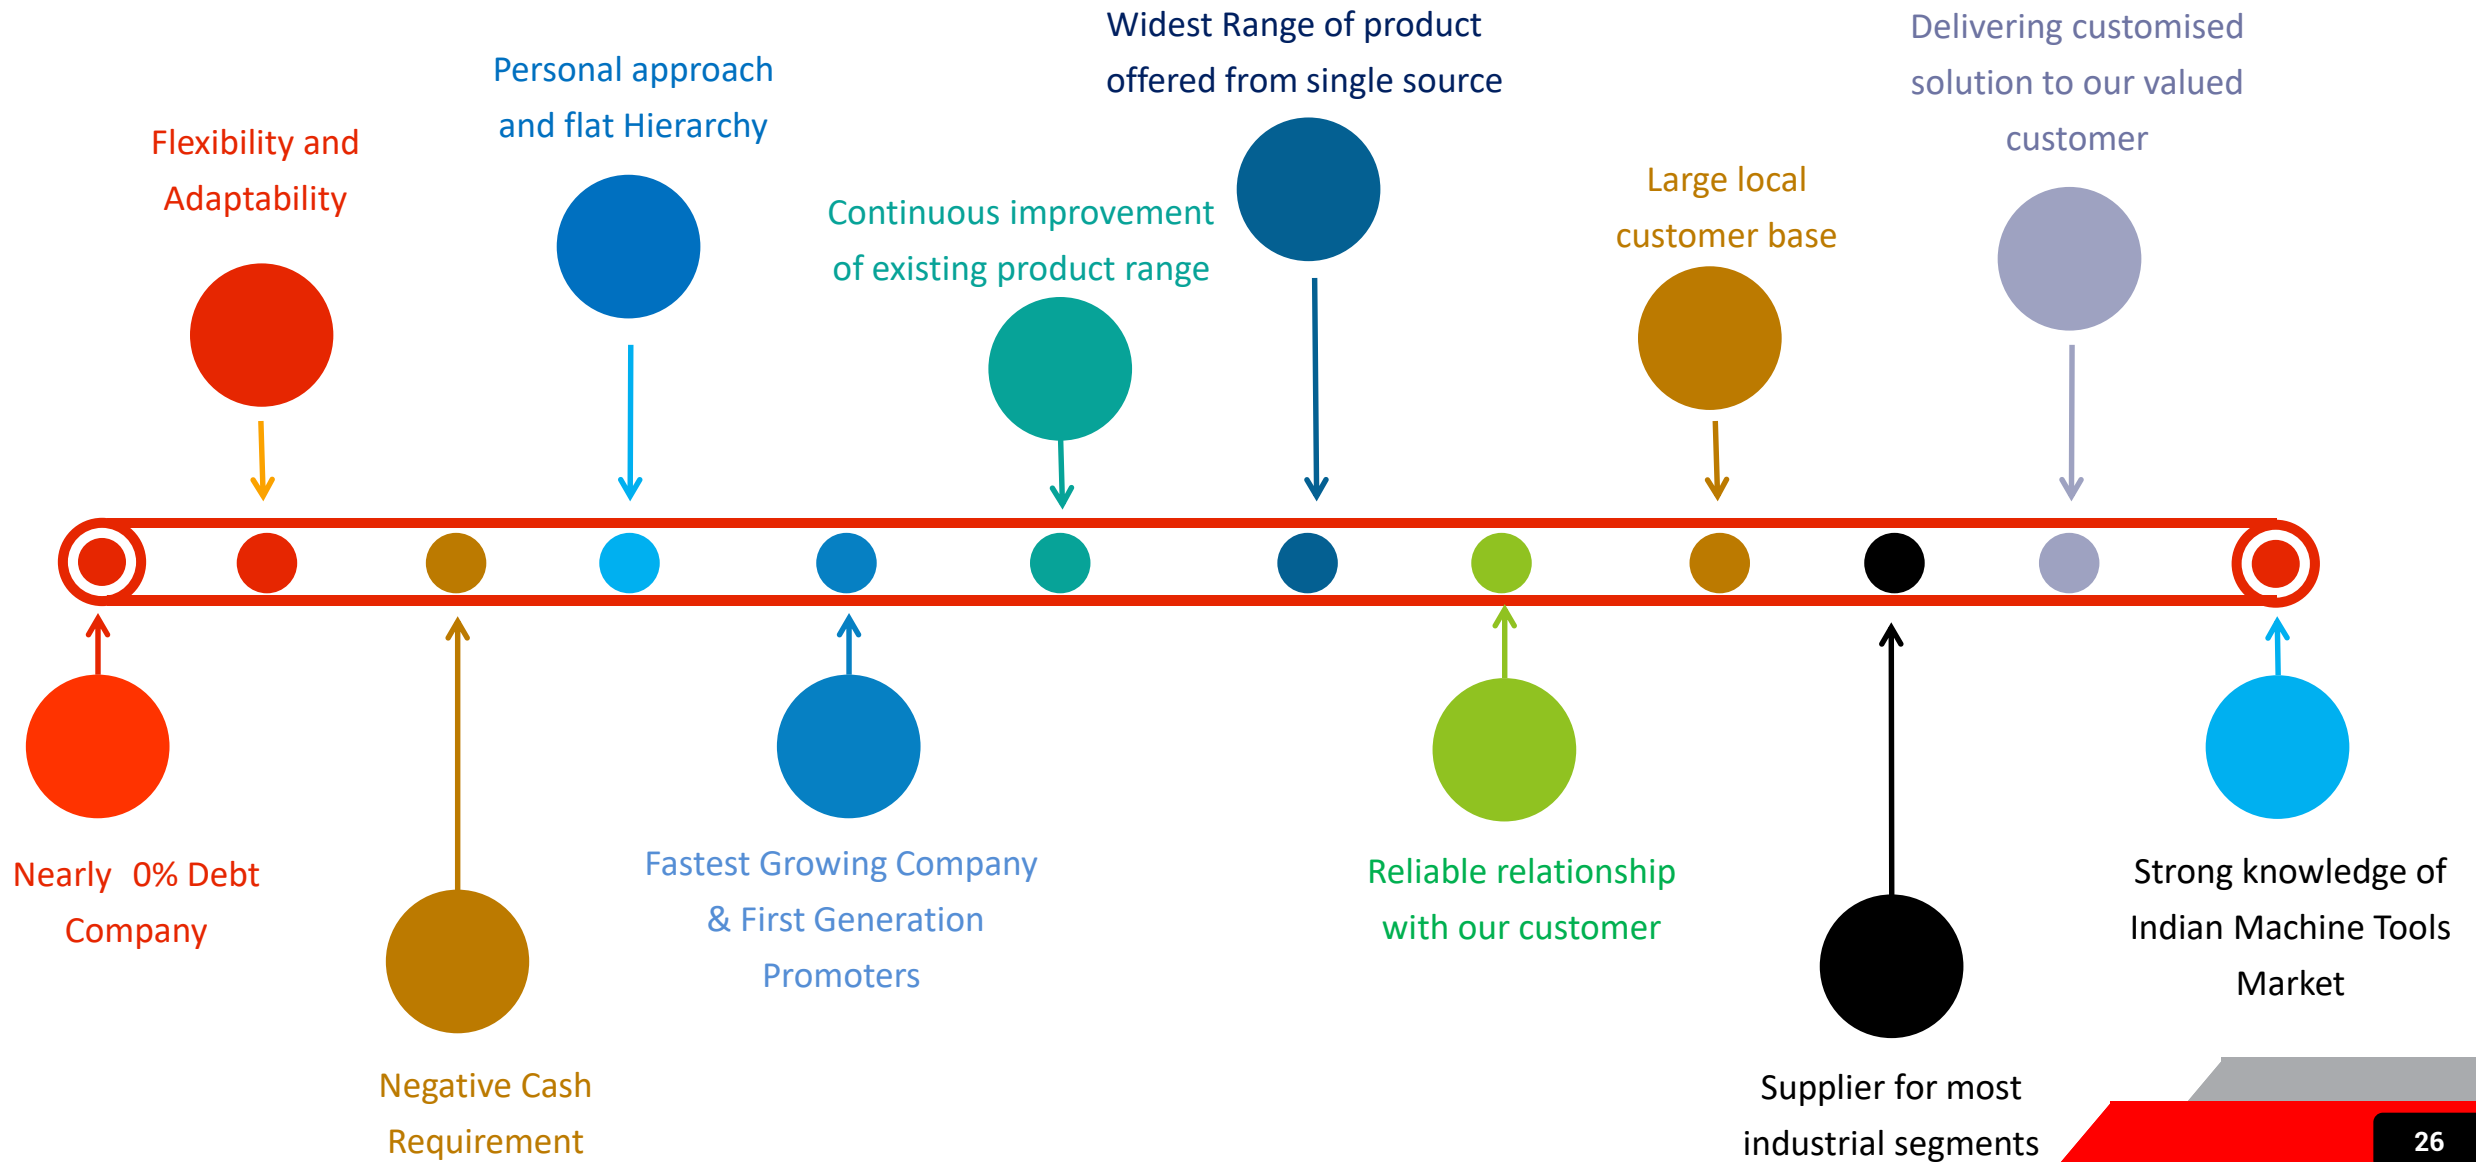 Widest Range of product
offered from single source
Delivering customised
solution to our valued
customer
Personal approach
and flat Hierarchy
Flexibility and
Adaptability
Continuous improvement
of existing product range
Large local
customer base
Nearly 0% Debt
Company
Fastest Growing Company
& First Generation
Promoters
Reliable relationship
with our customer
Strong knowledge of
Indian Machine Tools
Market
Negative Cash
Requirement
Supplier for most
industrial segments
26